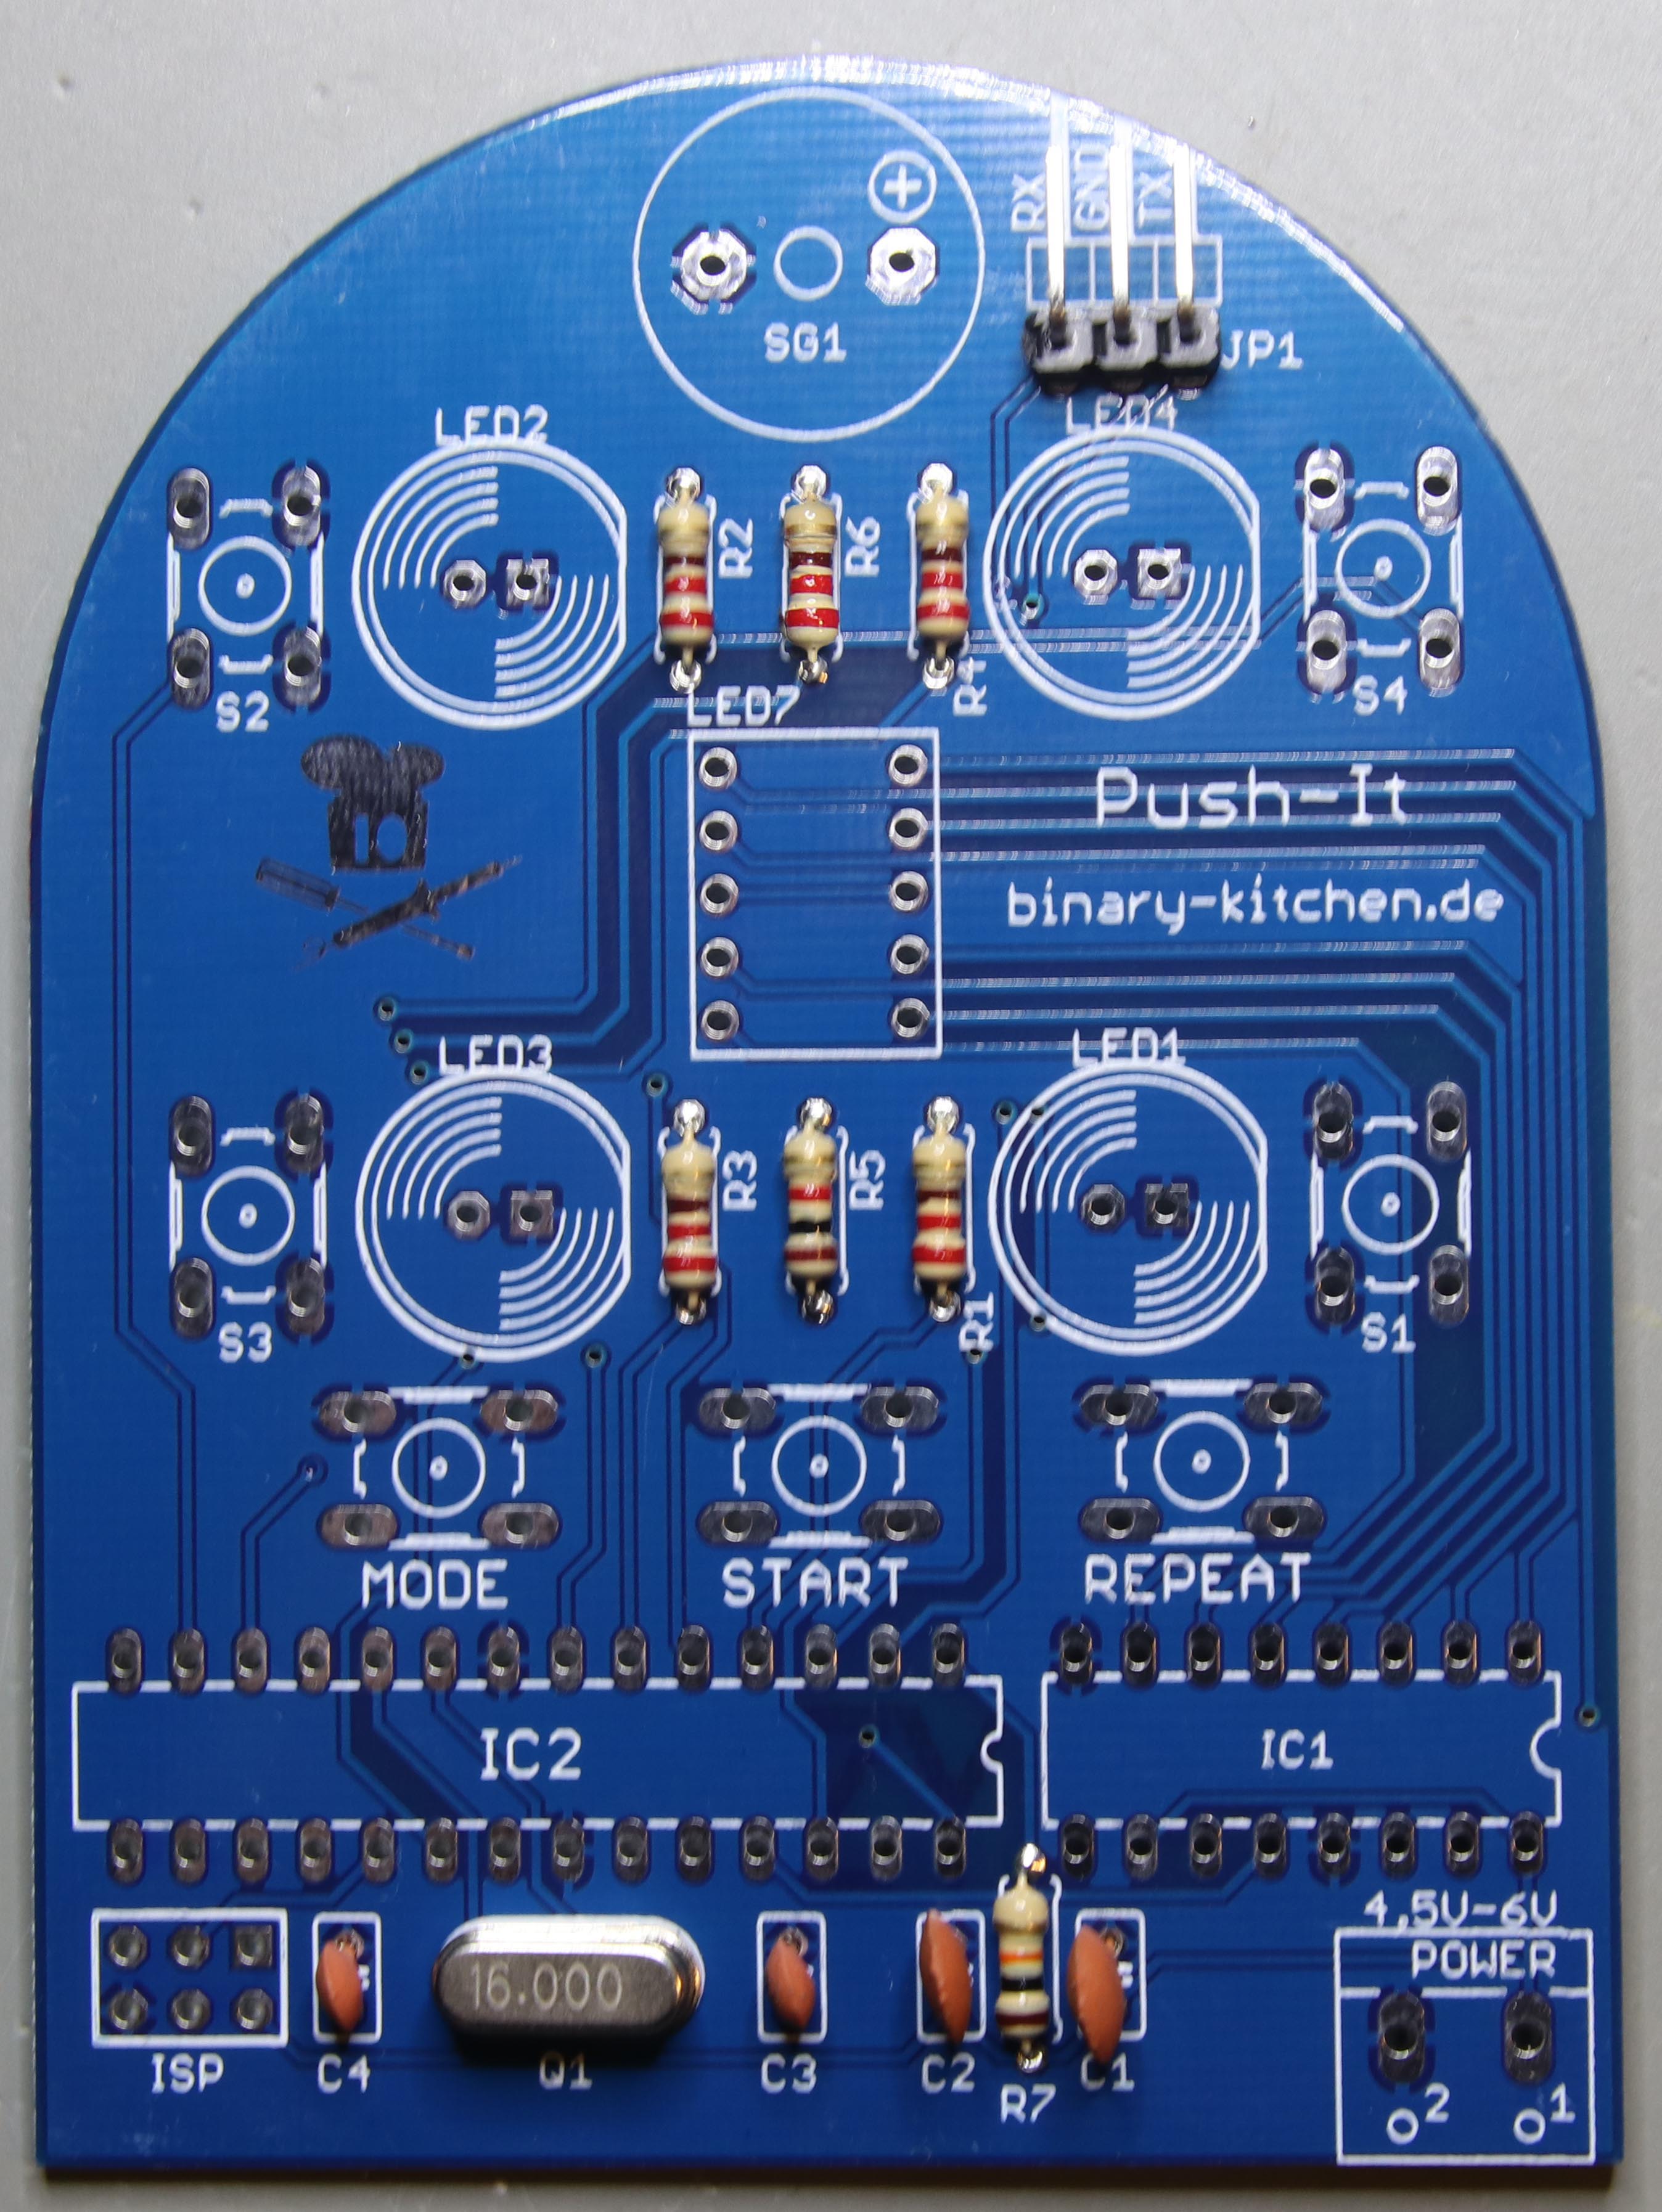 RX
GND
TX
SG1
JP1
LED2
LED4
R2
R6
R4
S2
S4
LED7
Push-It
binary-kitchen.de
LED3
LED1
R3
R5
R1
S3
S1
MODE
START
REPEAT
IC2
IC1
4,5V-6V
POWER
16.000
ISP
C4
Q1
C3
C2
R7
C1
2
1